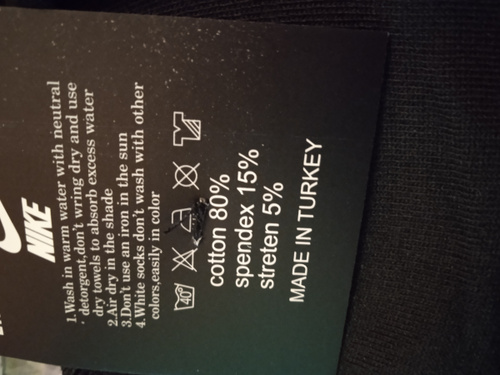 NIKE
1.Wash in warm water with neutral
detorgent,don't wring dry and use
dry towels to absorb excess water
2.Air dry in the shade
3.Don't use an iron in the sun
4.White socks don't wash with other
colors,easily in color
40°
cotton 80%
spendex 15%
streten 5%
MADE IN TURKEY